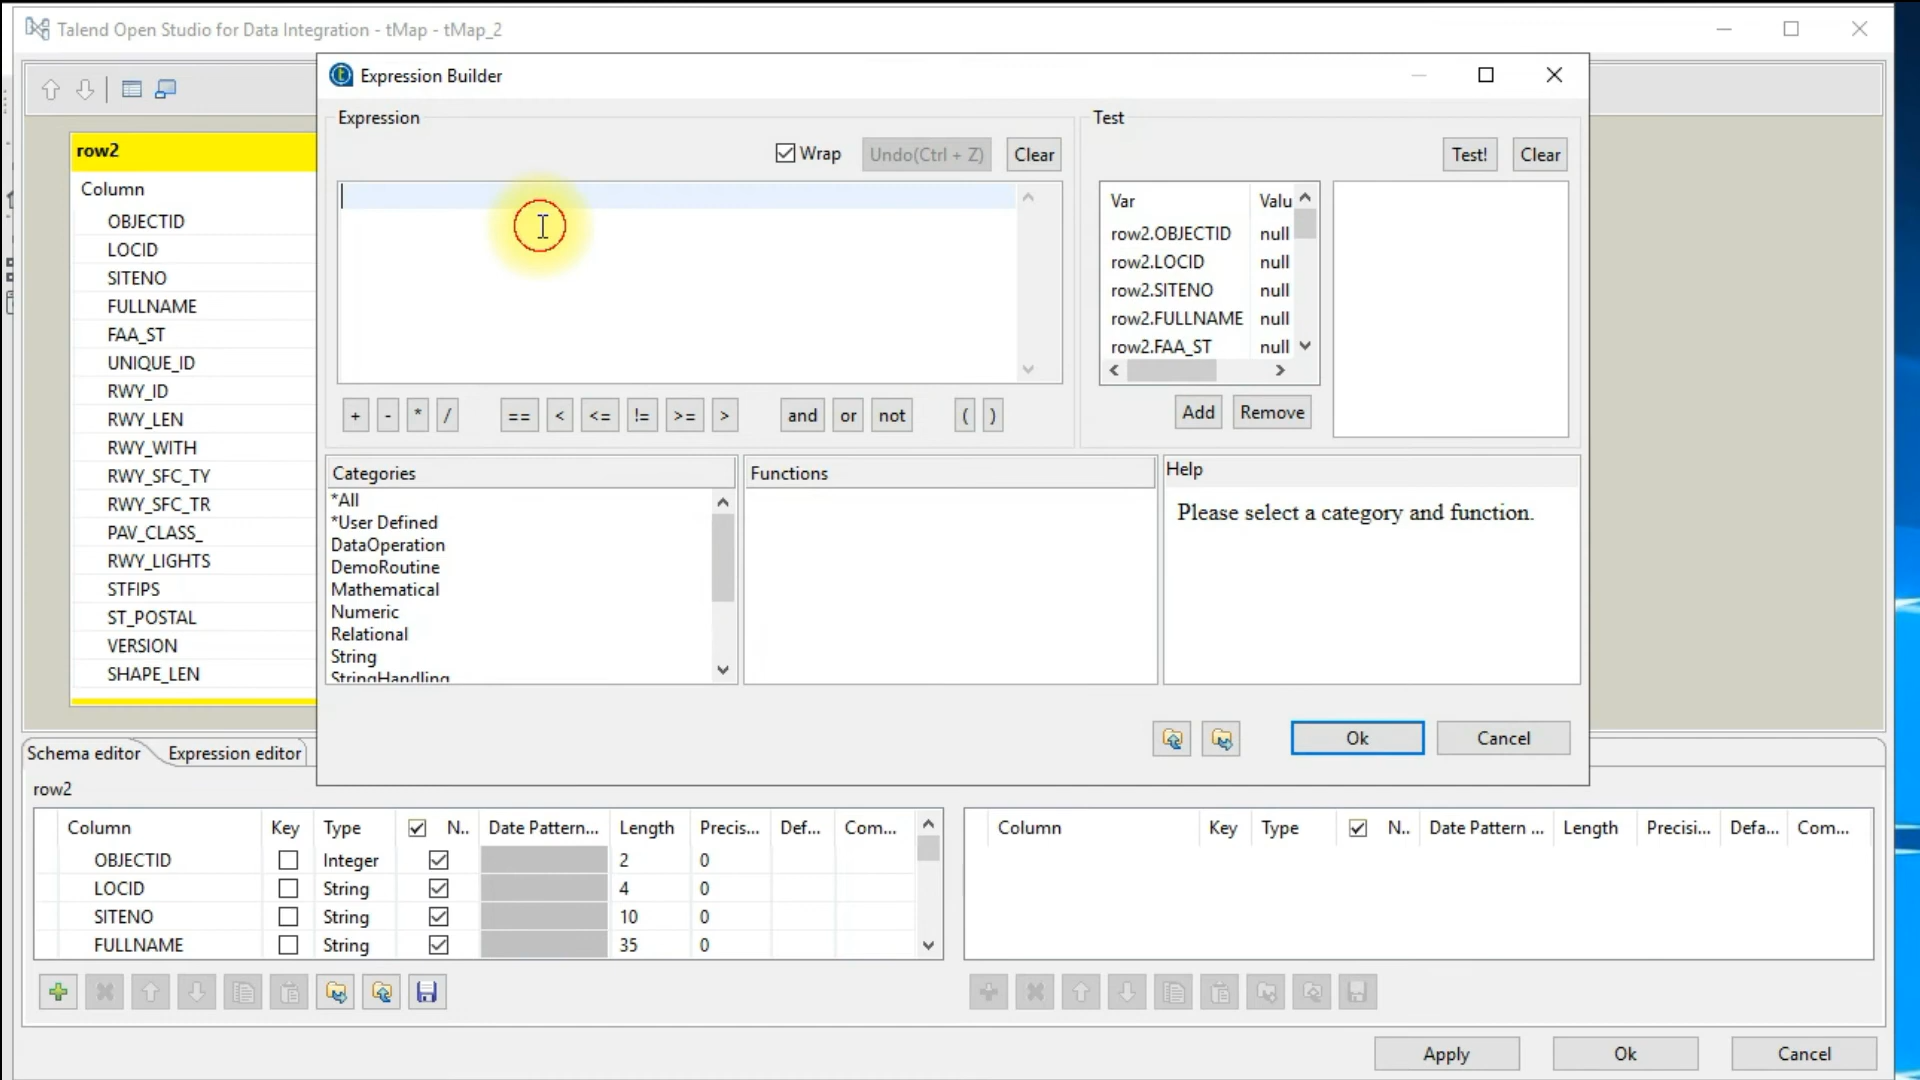 Talend Open Studio for Data Integration - tMap - tMap_2
Expression Builder
Expression
Wrap
Undo(Ctrl + Z)
Clear
Test
Test!
Clear
Var Valu
row2.OBJECTID null
row2.LOCID null
row2.SITENO null
row2.FULLNAME null
row2.FAA_ST null
Add
Remove
+ - * /
== < <= != >= >
and or not
( )
Categories
*All
*User Defined
DataOperation
DemoRoutine
Mathematical
Numeric
Relational
String
StringHandling
Functions
Help
Please select a category and function.
Ok
Cancel
row2
Column
OBJECTID
LOCID
SITENO
FULLNAME
FAA_ST
UNIQUE_ID
RWY_ID
RWY_LEN
RWY_WITH
RWY_SFC_TY
RWY_SFC_TR
PAV_CLASS_
RWY_LIGHTS
STFIPS
ST_POSTAL
VERSION
SHAPE_LEN
Schema editor
Expression editor
row2
Column Key Type N.. Date Pattern... Length Precis... Def... Com...
OBJECTID Integer 2 0
LOCID String 4 0
SITENO String 10 0
FULLNAME String 35 0
Column Key Type N.. Date Pattern ... Length Precisi... Defa... Com...
Apply
Ok
Cancel